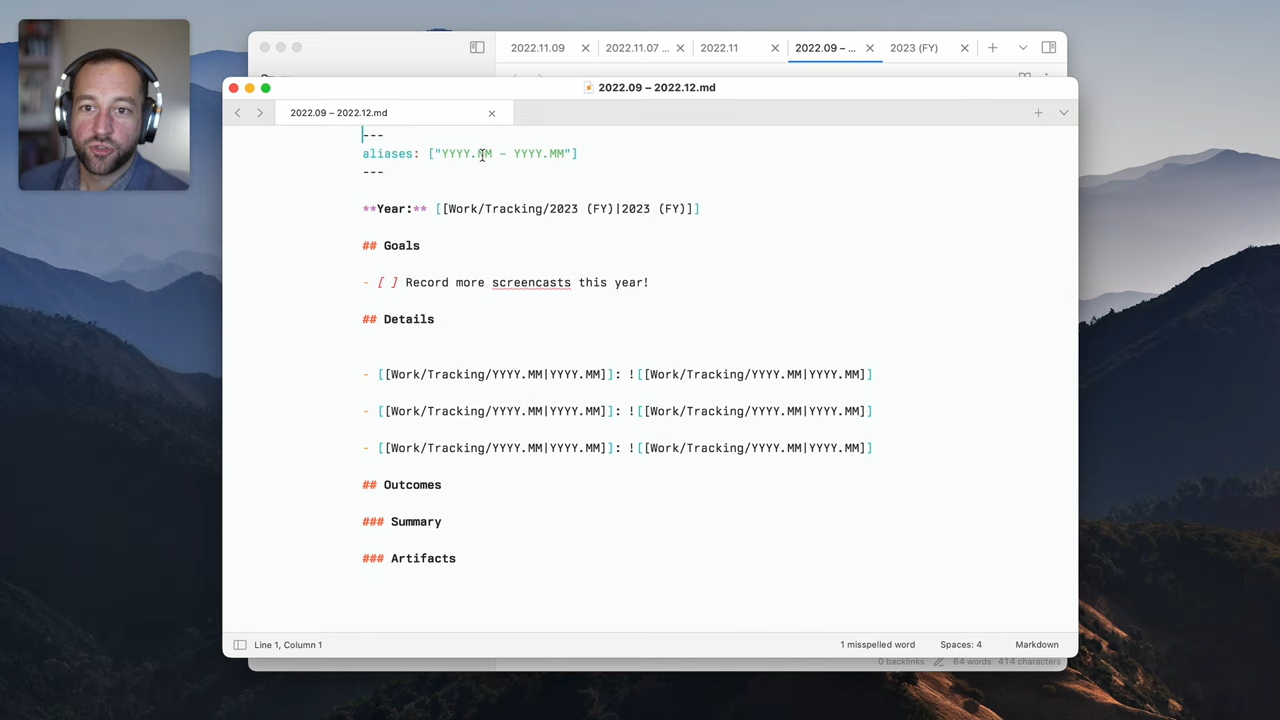 2022.11.09
2022.11.07 ...
2022.11
2022.09 – ...
2023 (FY)
2022.09 – 2022.12.md
2022.09 – 2022.12.md
---
aliases: ["YYYY.MM – YYYY.MM"]
---
**Year:** [[Work/Tracking/2023 (FY)|2023 (FY)]]
## Goals
- [ ] Record more screencasts this year!
## Details
- [[Work/Tracking/YYYY.MM|YYYY.MM]]: ![[Work/Tracking/YYYY.MM|YYYY.MM]]
- [[Work/Tracking/YYYY.MM|YYYY.MM]]: ![[Work/Tracking/YYYY.MM|YYYY.MM]]
- [[Work/Tracking/YYYY.MM|YYYY.MM]]: ![[Work/Tracking/YYYY.MM|YYYY.MM]]
## Outcomes
### Summary
### Artifacts
Line 1, Column 1
1 misspelled word
Spaces: 4
Markdown
0 backlinks
64 words
414 characters